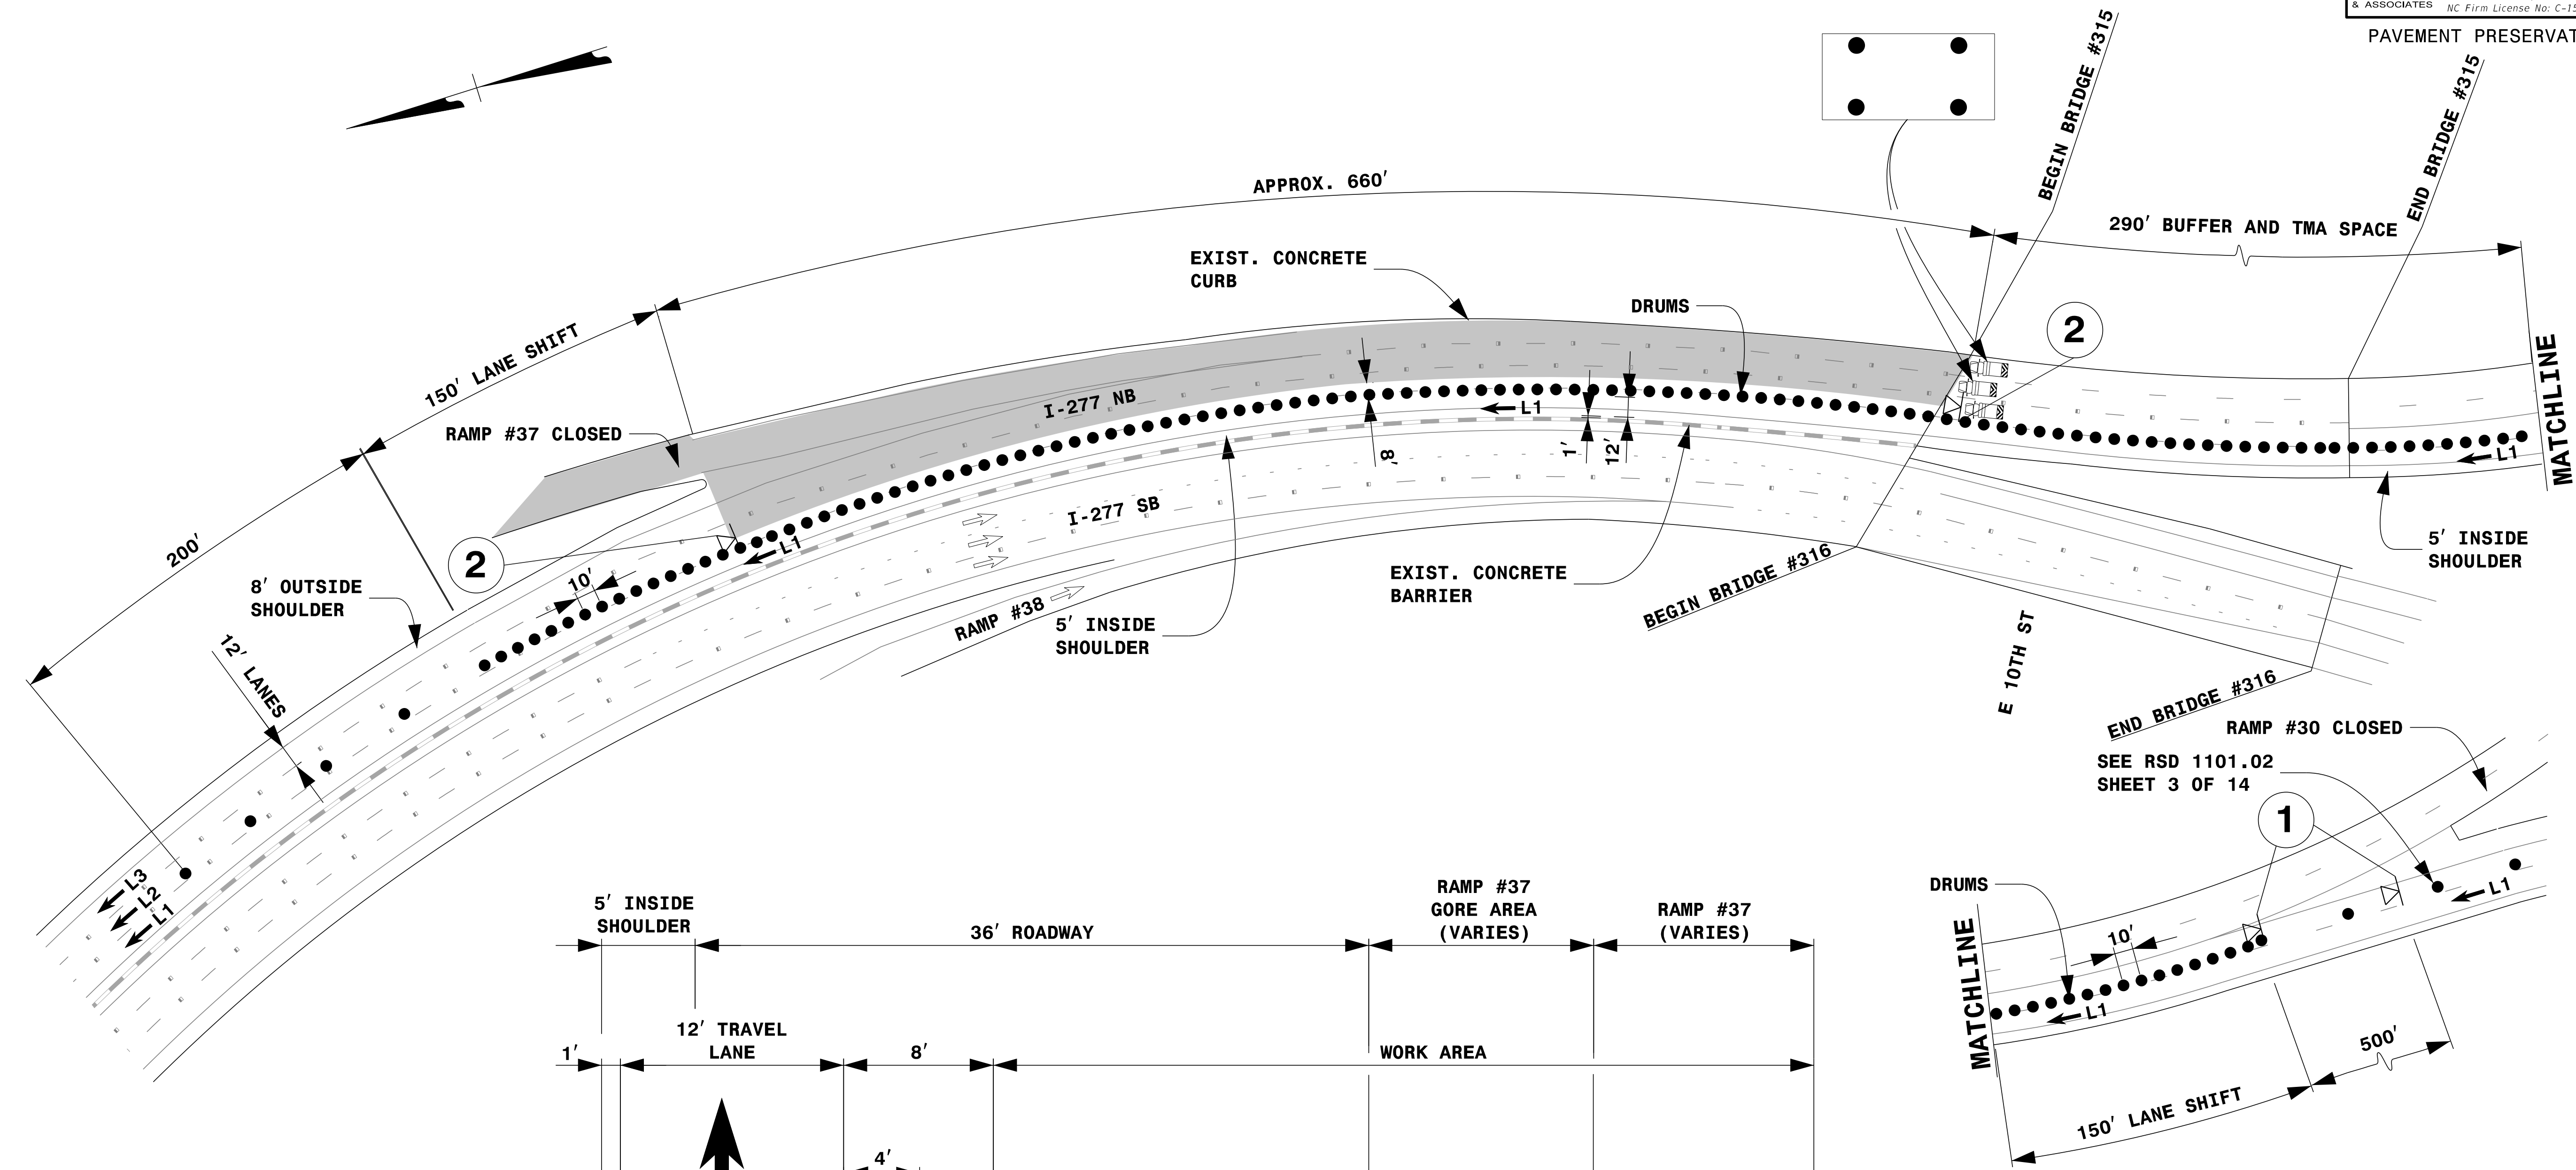 & ASSOCIATES
NC Firm License No: C-15
PAVEMENT PRESERVAT
BEGIN BRIDGE #315
END BRIDGE #315
APPROX. 660'
290' BUFFER AND TMA SPACE
EXIST. CONCRETE
CURB
DRUMS
2
150' LANE SHIFT
MATCHLINE
I-277 NB
L1
RAMP #37 CLOSED
8'
1'
12'
L1
I-277 SB
L1
200'
2
10'
5' INSIDE
SHOULDER
8' OUTSIDE
SHOULDER
EXIST. CONCRETE
BARRIER
BEGIN BRIDGE #316
RAMP #38
5' INSIDE
SHOULDER
12' LANES
E 10TH ST
END BRIDGE #316
RAMP #30 CLOSED
SEE RSD 1101.02
SHEET 3 OF 14
1
L3
L2
L1
DRUMS
L1
5' INSIDE
SHOULDER
36' ROADWAY
RAMP #37
GORE AREA
(VARIES)
RAMP #37
(VARIES)
MATCHLINE
10'
L1
1'
12' TRAVEL
LANE
8'
WORK AREA
500'
150' LANE SHIFT
4'